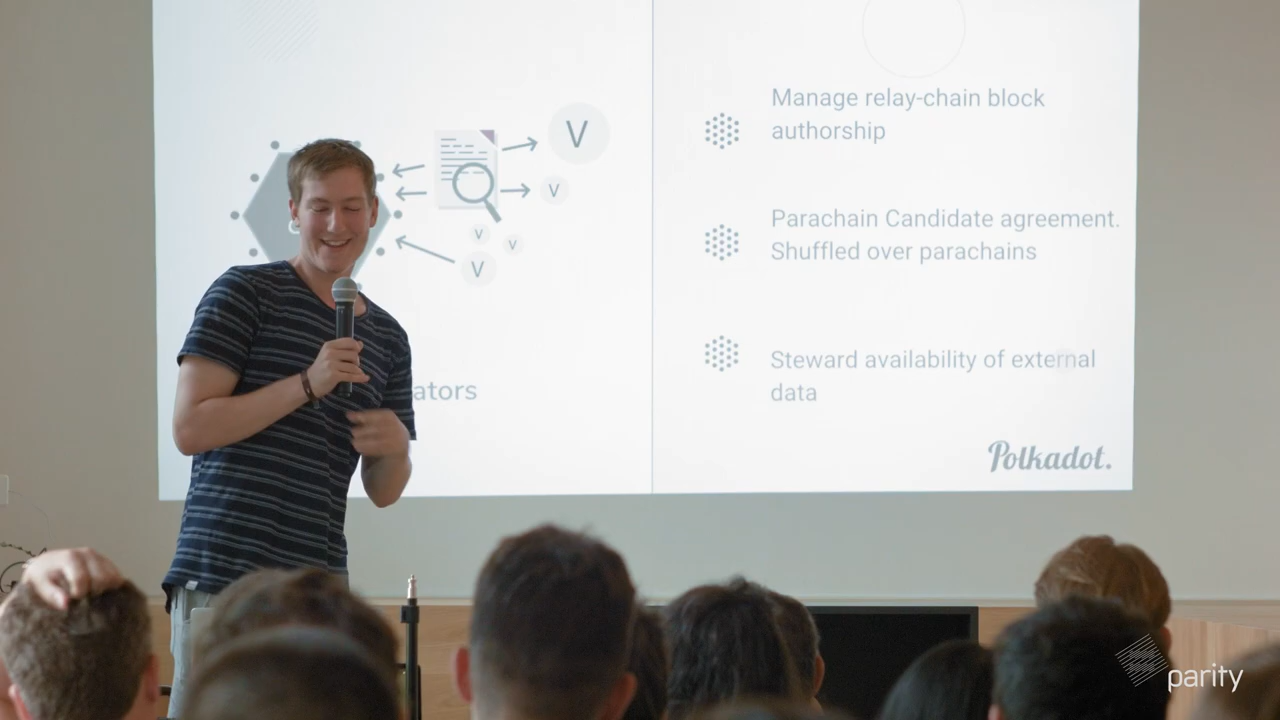 V
V
V
V
V
ators
Manage relay-chain block
authorship
Parachain Candidate agreement.
Shuffled over parachains
Steward availability of external
data
Polkadot.
parity